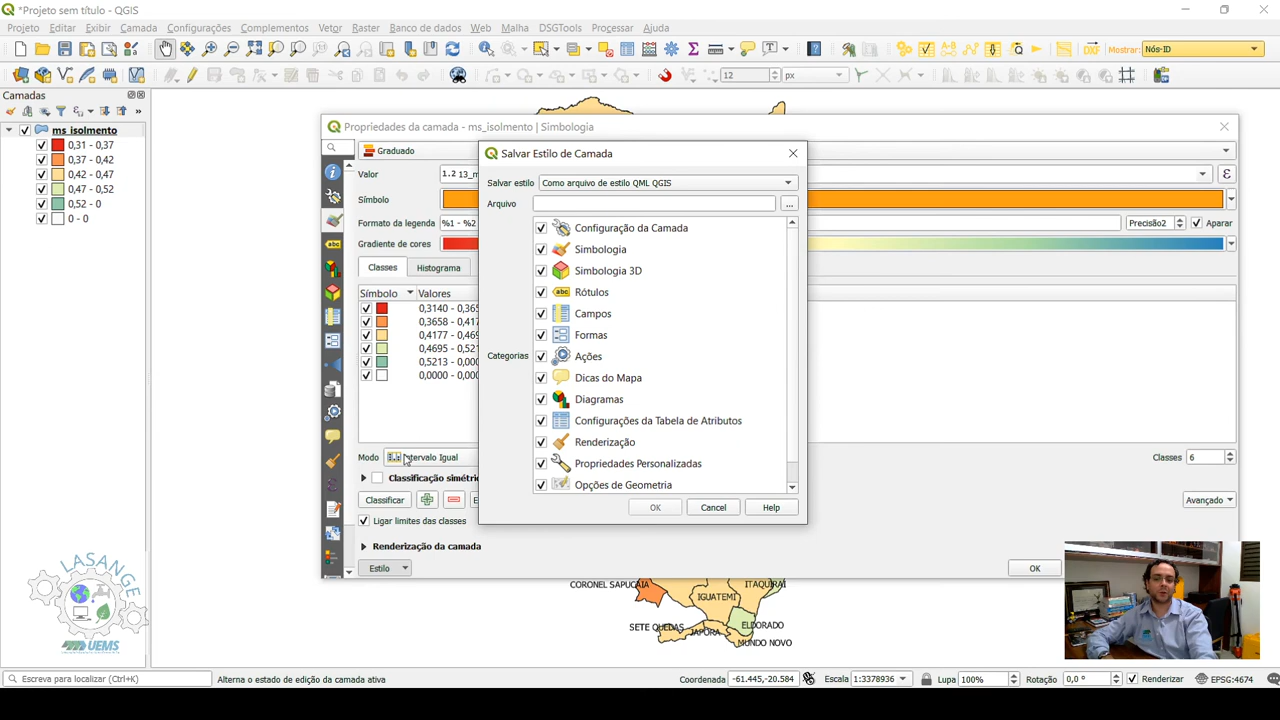 *Projeto sem título - QGIS
Projeto Editar Exibir Camada Configurações Complementos Vetor Raster Banco de dados Web Malha DSGTools Processar Ajuda
Mostrar: Nós-ID
12 px
Camadas
ms_isolmento
0,31 - 0,37
0,37 - 0,42
0,42 - 0,47
0,47 - 0,52
0,52 - 0
0 - 0
Propriedades da camada - ms_isolmento | Simbologia
Graduado
Valor 1.2 13_m
Símbolo
Formato da legenda %1 - %2 Precisão2 Aparar
Gradiente de cores
Classes Histograma
Símbolo Valores
0,3140 - 0,365
0,3658 - 0,417
0,4177 - 0,469
0,4695 - 0,521
0,5213 - 0,000
0,0000 - 0,000
Modo Intervalo Igual Classes 6
Classificação simétric
Classificar Avançado
Ligar limites das classes
Renderização da camada
Estilo OK
Salvar Estilo de Camada
Salvar estilo Como arquivo de estilo QML QGIS
Arquivo ...
Configuração da Camada
Simbologia
Simbologia 3D
abc Rótulos
Campos
Formas
Categorias Ações
Dicas do Mapa
Diagramas
Configurações da Tabela de Atributos
Renderização
Propriedades Personalizadas
Opções de Geometria
OK Cancel Help
CORONEL SAPUCAIA ITAQUIRAÍ
IGUATEMI
SETE QUEDAS JAPORÃ ELDORADO
MUNDO NOVO
LASANGE
UEMS
Escreva para localizar (Ctrl+K) Alterna o estado de edição da camada ativa Coordenada -61.445,-20.584 Escala 1:3378936 Lupa 100% Rotação 0,0 ° Renderizar EPSG:4674